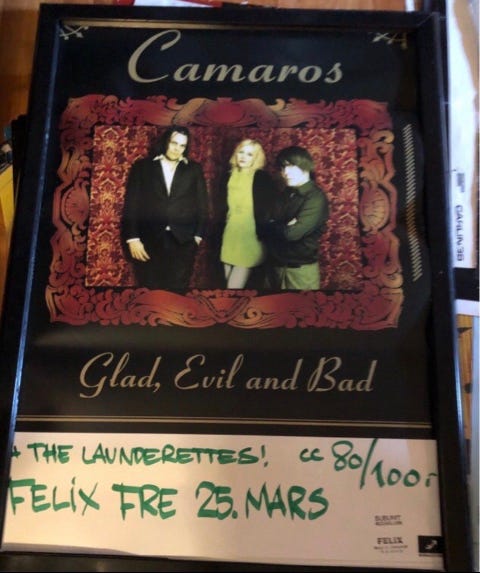 Camaros
Glad, Evil and Bad
+ THE LAUNDERETTES! CC 80/100,-
FELIX FRE 25. MARS
FELIX